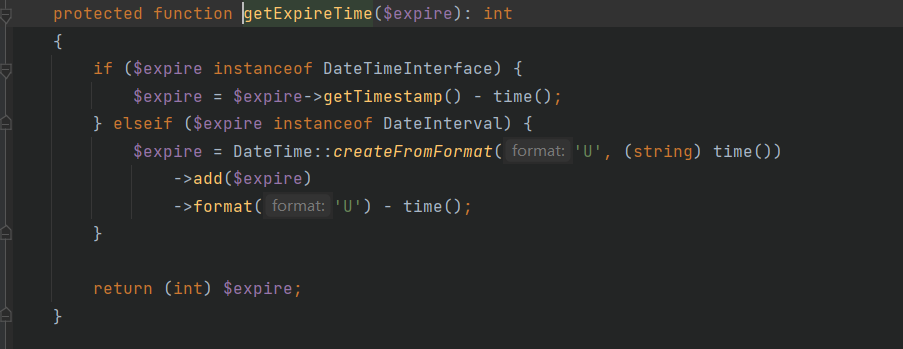 protected function getExpireTime($expire): int
{
    if ($expire instanceof DateTimeInterface) {
        $expire = $expire->getTimestamp() - time();
    } elseif ($expire instanceof DateInterval) {
        $expire = DateTime::createFromFormat( format: 'U', (string) time())
            ->add($expire)
            ->format( format: 'U') - time();
    }
    return (int) $expire;
}